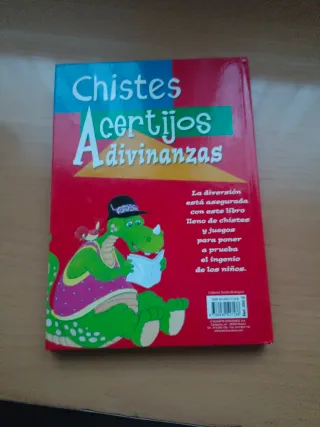 Chistes
Acertijos
Adivinanzas
La diversión
está asegurada
con este libro
lleno de chistes
y juegos
para poner
a prueba
el ingenio
de los niños.